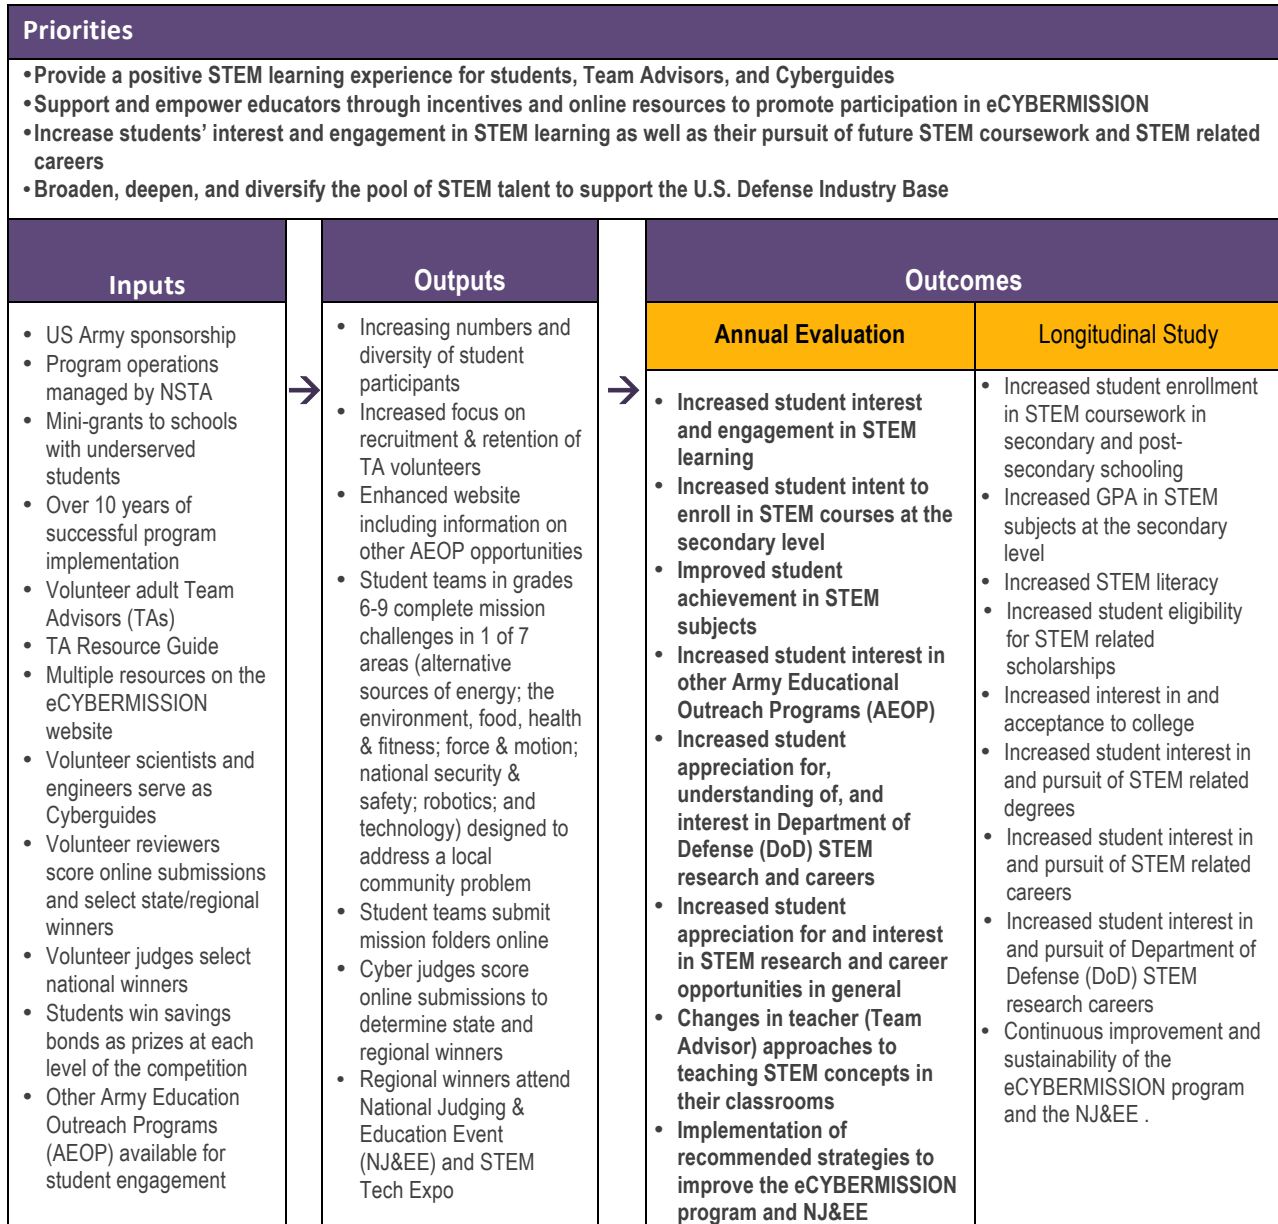 Priorities
•Provide a positive STEM learning experience for students, Team Advisors, and Cyberguides
•Support and empower educators through incentives and online resources to promote participation in eCYBERMISSION
•Increase students’ interest and engagement in STEM learning as well as their pursuit of future STEM coursework and STEM related
careers
•Broaden, deepen, and diversify the pool of STEM talent to support the U.S. Defense Industry Base
Inputs
• US Army sponsorship
• Program operations
managed by NSTA
• Mini-grants to schools
with underserved
students
• Over 10 years of
successful program
implementation
• Volunteer adult Team
Advisors (TAs)
• TA Resource Guide
• Multiple resources on the
eCYBERMISSION
website
• Volunteer scientists and
engineers serve as
Cyberguides
• Volunteer reviewers
score online submissions
and select state/regional
winners
• Volunteer judges select
national winners
• Students win savings
bonds as prizes at each
level of the competition
• Other Army Education
Outreach Programs
(AEOP) available for
student engagement
→
Outputs
• Increasing numbers and
diversity of student
participants
• Increased focus on
recruitment & retention of
TA volunteers
• Enhanced website
including information on
other AEOP opportunities
• Student teams in grades
6-9 complete mission
challenges in 1 of 7
areas (alternative
sources of energy; the
environment, food, health
& fitness; force & motion;
national security &
safety; robotics; and
technology) designed to
address a local
community problem
• Student teams submit
mission folders online
• Cyber judges score
online submissions to
determine state and
regional winners
• Regional winners attend
National Judging &
Education Event
(NJ&EE) and STEM
Tech Expo
→
Outcomes
Annual Evaluation
• Increased student interest
and engagement in STEM
learning
• Increased student intent to
enroll in STEM courses at the
secondary level
• Improved student
achievement in STEM
subjects
• Increased student interest in
other Army Educational
Outreach Programs (AEOP)
• Increased student
appreciation for,
understanding of, and
interest in Department of
Defense (DoD) STEM
research and careers
• Increased student
appreciation for and interest
in STEM research and career
opportunities in general
• Changes in teacher (Team
Advisor) approaches to
teaching STEM concepts in
their classrooms
• Implementation of
recommended strategies to
improve the eCYBERMISSION
program and NJ&EE
Longitudinal Study
• Increased student enrollment
in STEM coursework in
secondary and post-
secondary schooling
• Increased GPA in STEM
subjects at the secondary
level
• Increased STEM literacy
• Increased student eligibility
for STEM related
scholarships
• Increased interest in and
acceptance to college
• Increased student interest in
and pursuit of STEM related
degrees
• Increased student interest in
and pursuit of STEM related
careers
• Increased student interest in
and pursuit of Department of
Defense (DoD) STEM
research careers
• Continuous improvement and
sustainability of the
eCYBERMISSION program
and the NJ&EE .